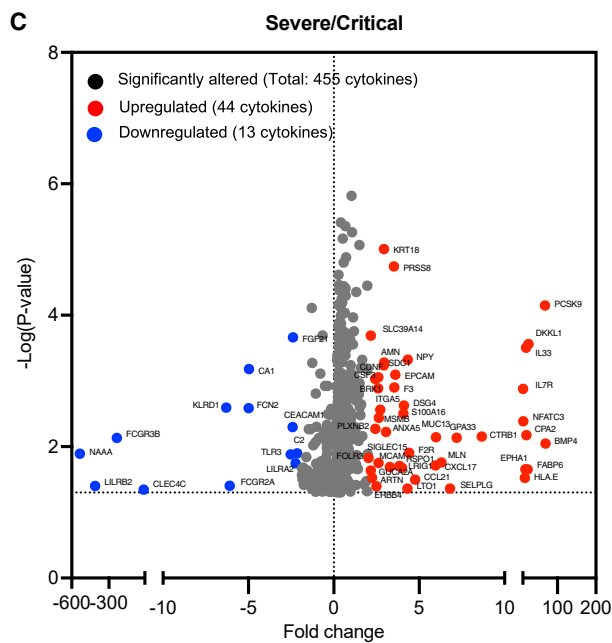 C
Severe/Critical
8
Significantly altered (Total: 455 cytokines)
Upregulated (44 cytokines)
Downregulated (13 cytokines)
6
KRT18
PRSS8
PCSK9
4
SLC39A14
FGF21
DKKL1
AMN
IL33
NPY
SDC1
CDNF
CA1
CSF3
EPCAM
BRK1
F3
IL7R
ITGA5
DSG4
KLRD1
FCN2
S100A16
CEACAM1
MSMB
NFATC3
PLXNB2
MUC13
GPA33
ANXA5
CPA2
FCGR3B
C2
CTRB1
BMP4
2
SIGLEC15
F2R
NAAA
TLR3
FOLR3
MCAM
RSPO1
MLN
EPHA1
LILRA2
LRIG1
CXCL17
FABP6
GUCA2A
HLA.E
ARTN
CCL21
LILRB2
CLEC4C
FCGR2A
LTO1
SELPLG
ERBB4
0
-600
-300
-10
-5
0
5
10
100
200
-Log(P-value)
Fold change